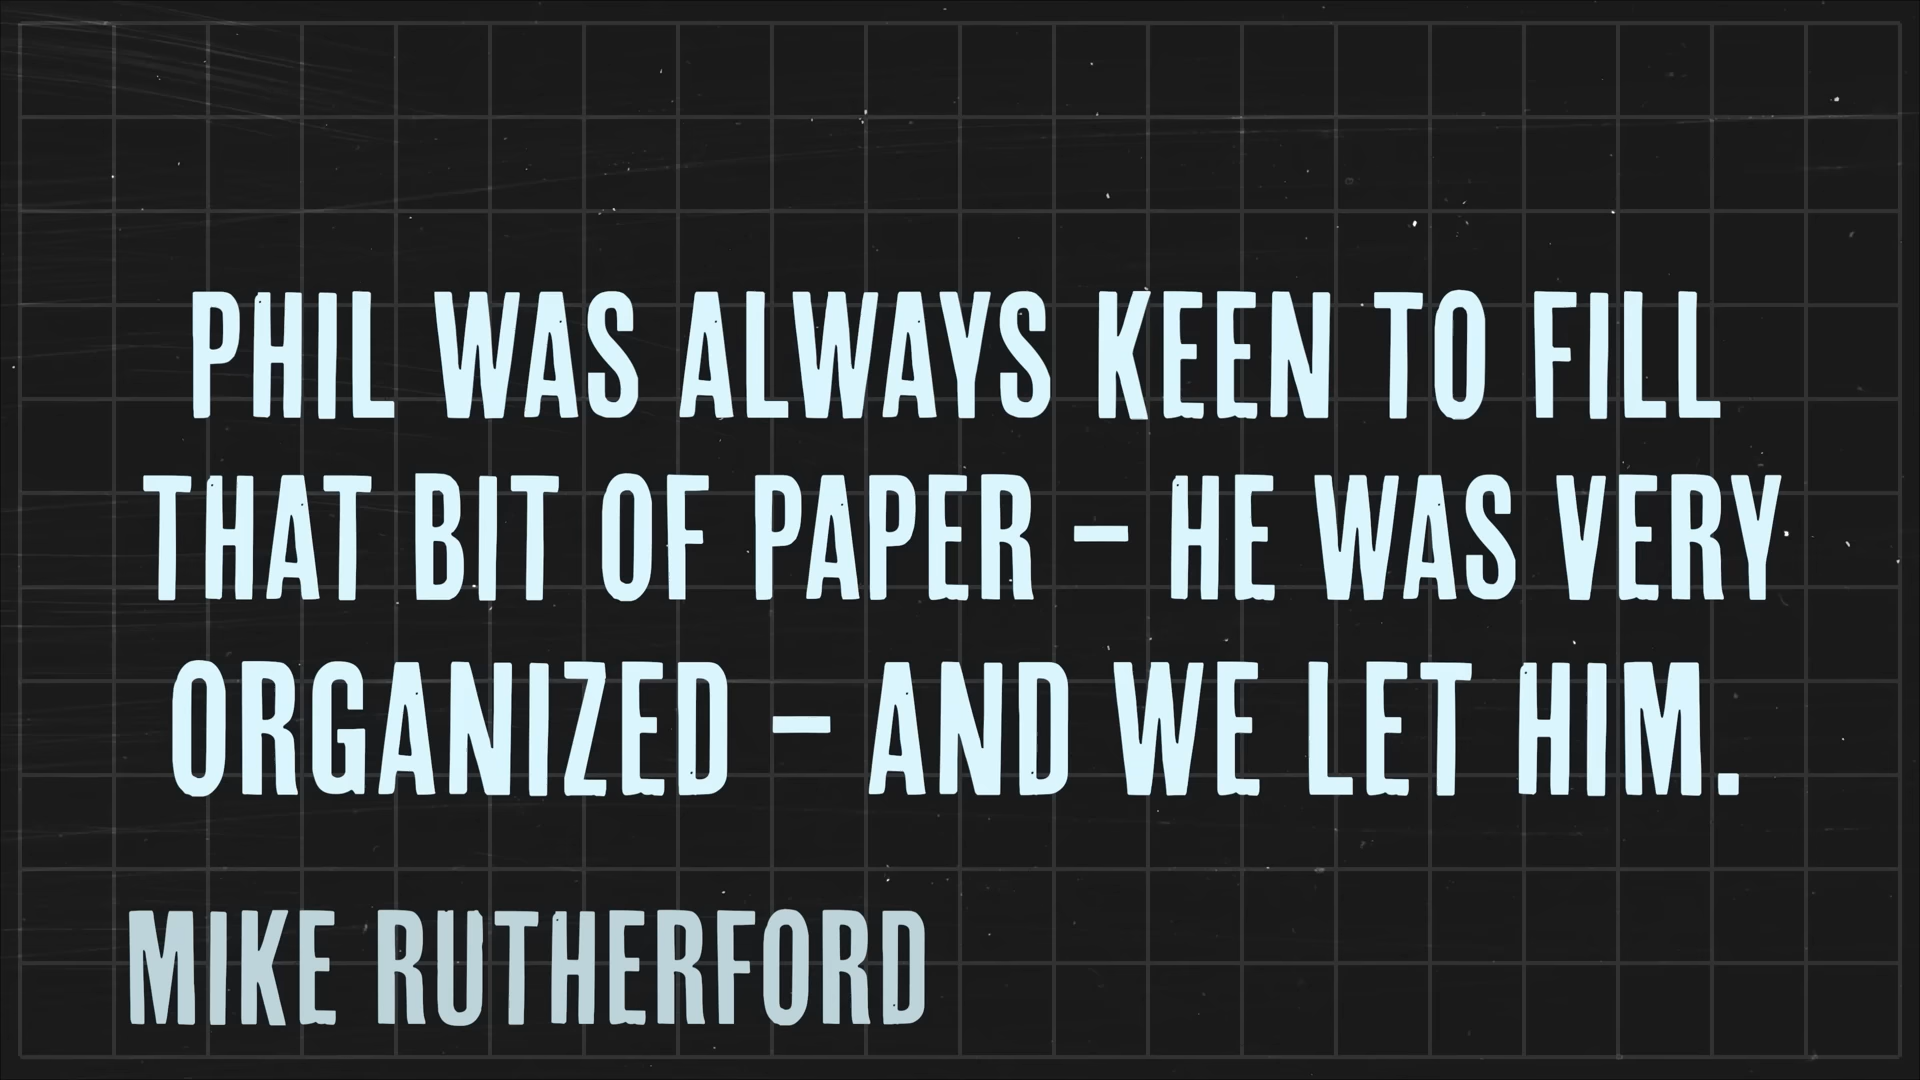 PHIL WAS ALWAYS KEEN TO FILL
THAT BIT OF PAPER – HE WAS VERY
ORGANIZED – AND WE LET HIM.
MIKE RUTHERFORD